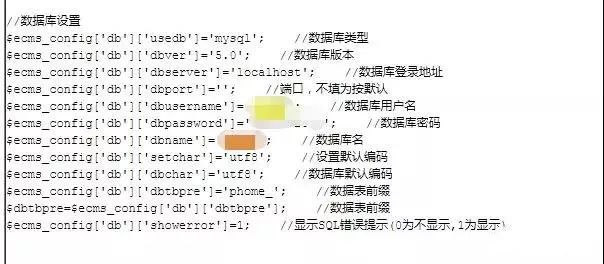 //数据库设置
$ecms_config['db']['usedb']='mysql';    //数据库类型
$ecms_config['db']['dbver']='5.0';    //数据库版本
$ecms_config['db']['dbserver']='localhost';    //数据库登录地址
$ecms_config['db']['dbport']='';    //端口，不填为按默认
$ecms_config['db']['dbusername']=    ;    //数据库用户名
$ecms_config['db']['dbpassword']='    ';    //数据库密码
$ecms_config['db']['dbname']=    ;    //数据库名
$ecms_config['db']['setchar']='utf8';    //设置默认编码
$ecms_config['db']['dbchar']='utf8';    //数据库默认编码
$ecms_config['db']['dbtbpre']='phome_';    //数据表前缀
$dbtbpre=$ecms_config['db']['dbtbpre'];    //数据表前缀
$ecms_config['db']['showerror']=1;    //显示SQL错误提示(0为不显示,1为显示)